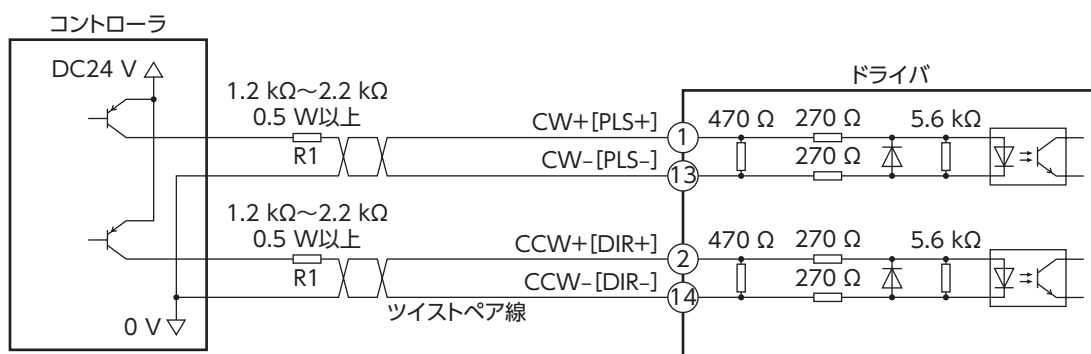 コントローラ
DC24 V
ドライバ
1.2 kΩ～2.2 kΩ
0.5 W以上
R1
CW+[PLS+]
1
470 Ω
270 Ω
5.6 kΩ
CW-[PLS-]
13
270 Ω
1.2 kΩ～2.2 kΩ
0.5 W以上
R1
CCW+[DIR+]
2
470 Ω
270 Ω
5.6 kΩ
CCW-[DIR-]
14
270 Ω
ツイストペア線
0 V